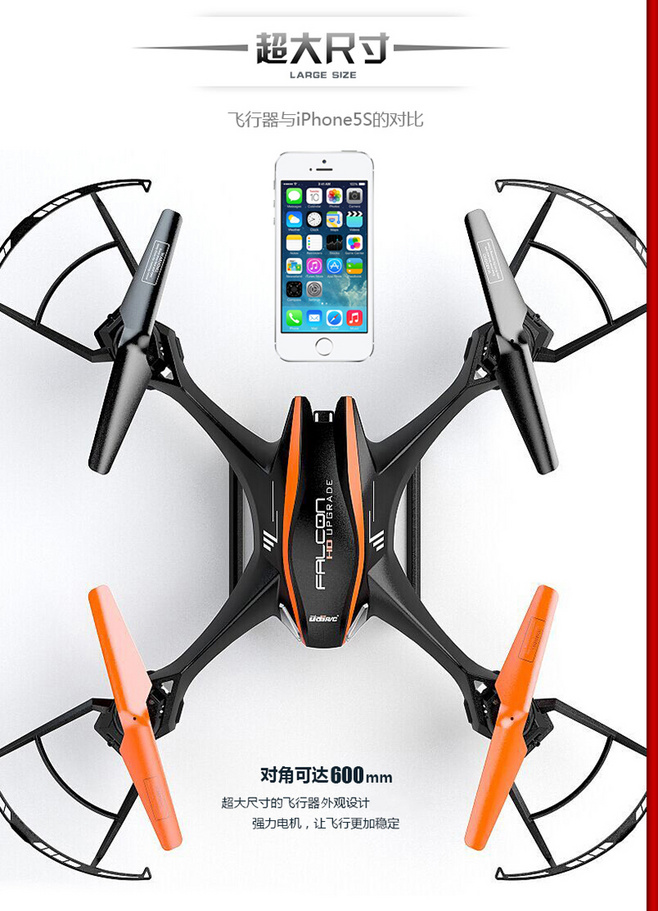 超大尺寸
LARGE SIZE
飞行器与iPhone5S的对比
FALCON
HD UPGRADE
udiR/C
对角可达600mm
超大尺寸的飞行器外观设计
强力电机，让飞行更加稳定